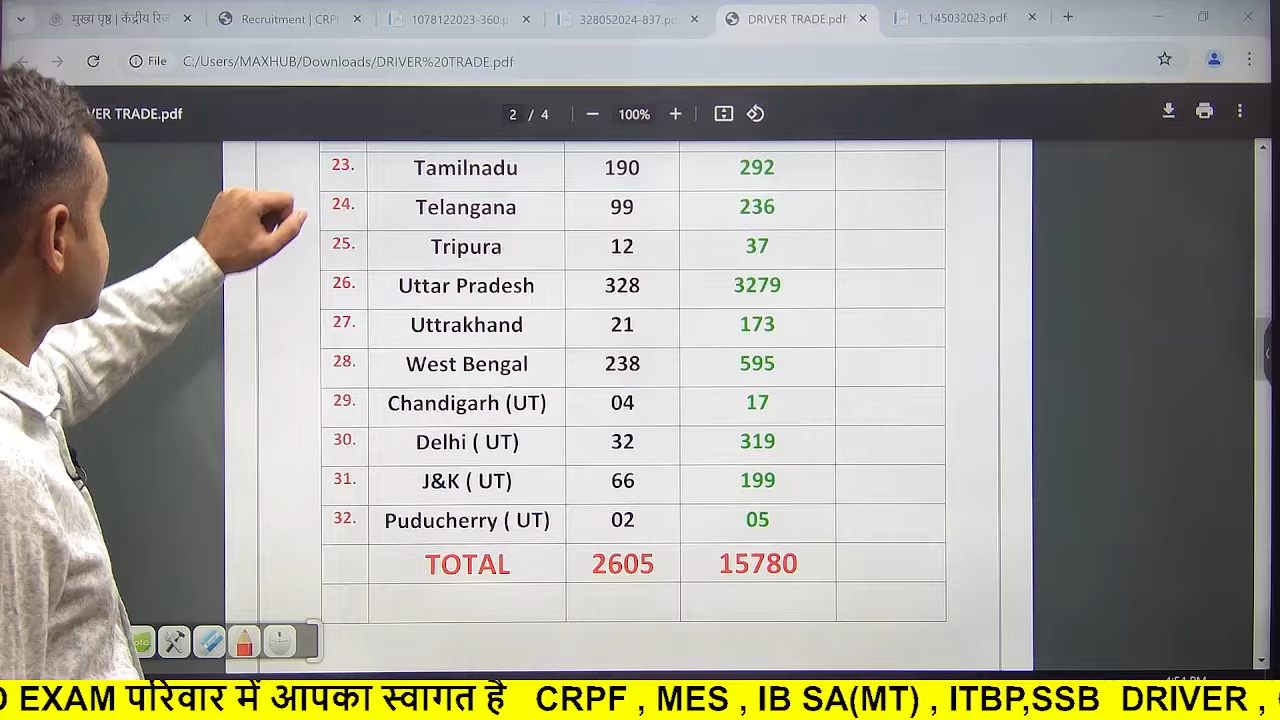 मुख्य पृष्ठ | केंद्रीय रिज
Recruitment | CRPF
1078122023-360.p
328052024-837.pd
DRIVER TRADE.pdf
1_145032023.pdf
File C:/Users/MAXHUB/Downloads/DRIVER%20TRADE.pdf
VER TRADE.pdf 2 / 4 100%
23. Tamilnadu 190 292
24. Telangana 99 236
25. Tripura 12 37
26. Uttar Pradesh 328 3279
27. Uttrakhand 21 173
28. West Bengal 238 595
29. Chandigarh (UT) 04 17
30. Delhi ( UT) 32 319
31. J&K ( UT) 66 199
32. Puducherry ( UT) 02 05
TOTAL 2605 15780
D EXAM परिवार में आपका स्वागत है CRPF , MES , IB SA(MT) , ITBP,SSB DRIVER ,